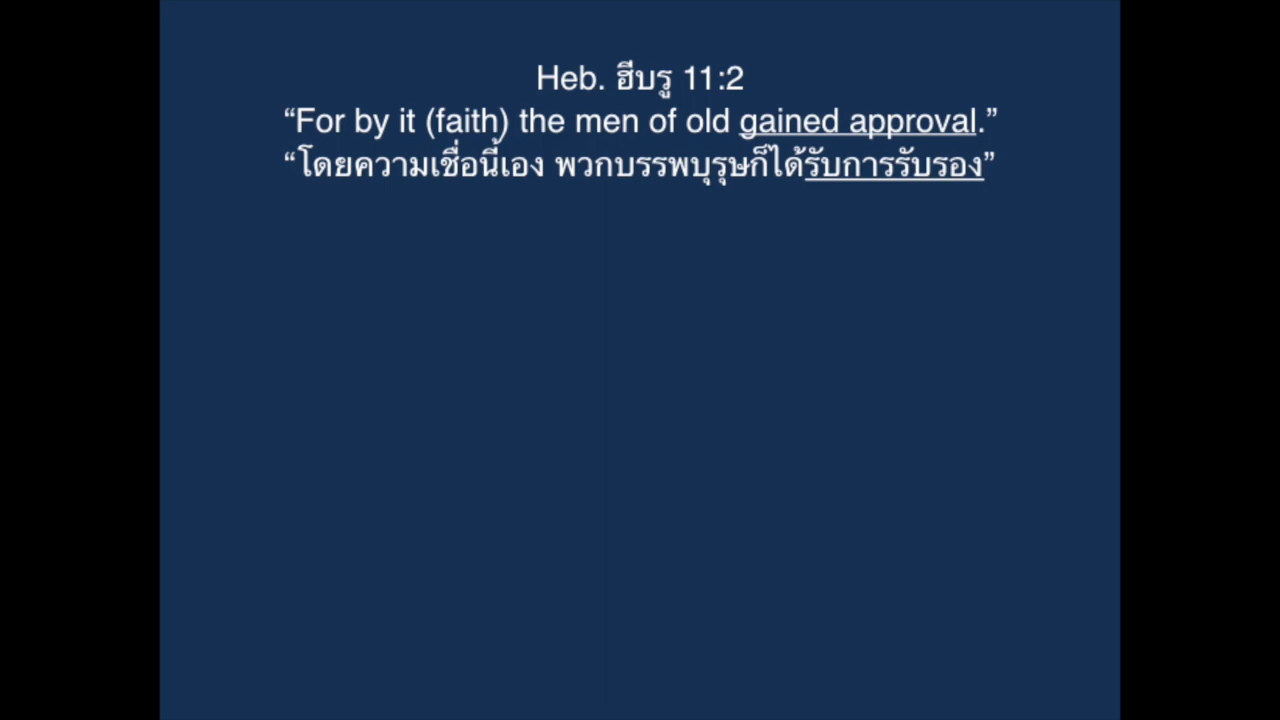 Heb. ฮีบรู 11:2
“For by it (faith) the men of old gained approval.”
“โดยความเชื่อนี้เอง พวกบรรพบุรุษก็ได้รับการรับรอง”